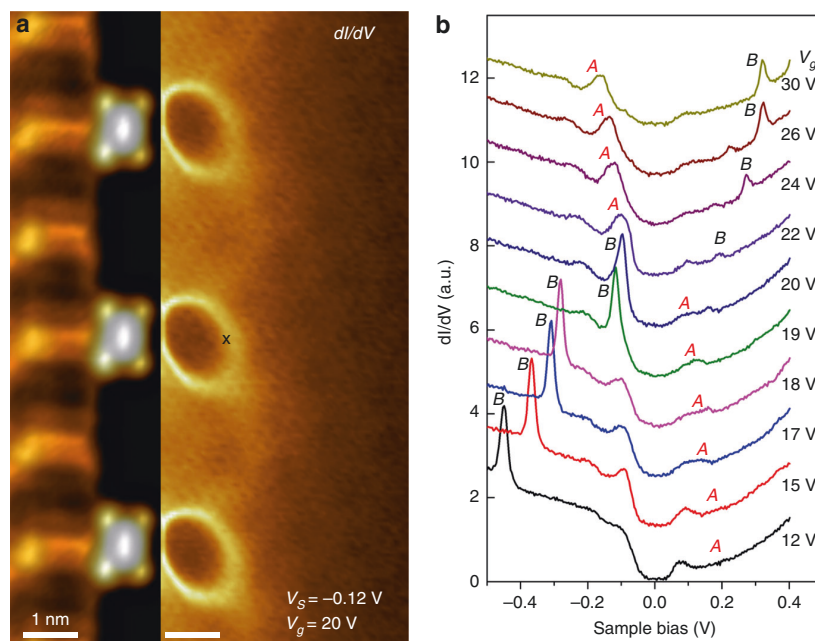 a
dI/dV
x
V_S = −0.12 V
V_g = 20 V
1 nm
b
dI/dV (a.u.)
12
10
8
6
4
2
0
V_g
A B 30 V
A B 26 V
A B 24 V
A B 22 V
B A 20 V
B A 19 V
B A 18 V
B A 17 V
B A 15 V
B A 12 V
−0.4 −0.2 0.0 0.2 0.4
Sample bias (V)